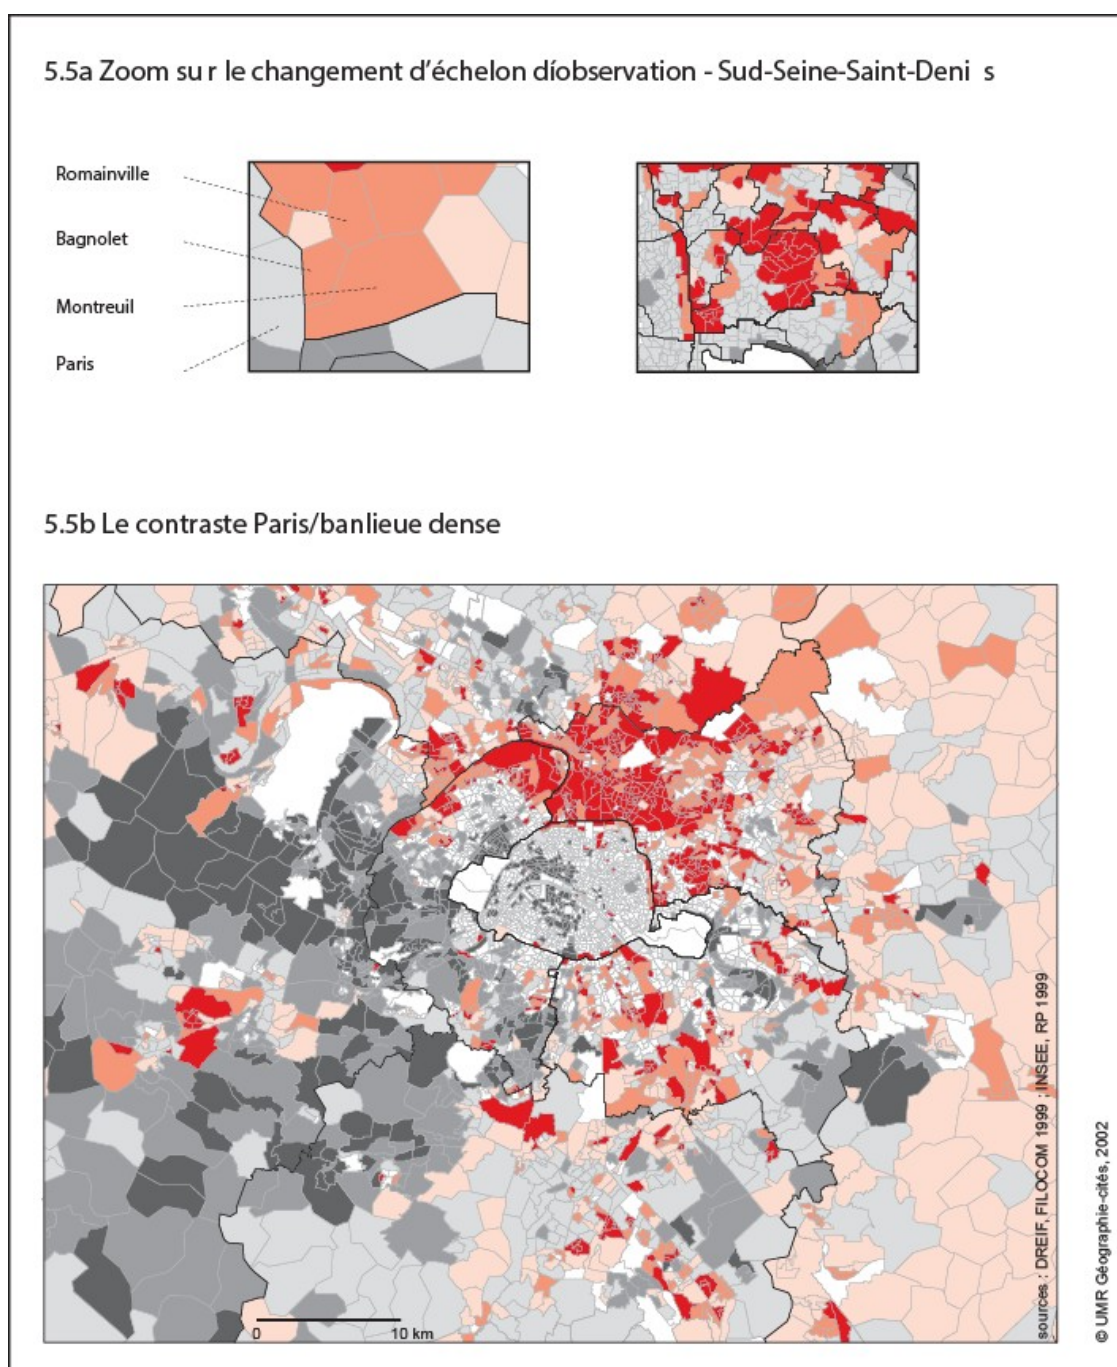 5.5a Zoom su r le changement d’échelon díobservation - Sud-Seine-Saint-Deni s
Romainville
Bagnolet
Montreuil
Paris
5.5b Le contraste Paris/banlieue dense
0 10 km
sources : DREIF, FILOCOM 1999 ; INSEE, RP 1999
© UMR Géographie-cités, 2002